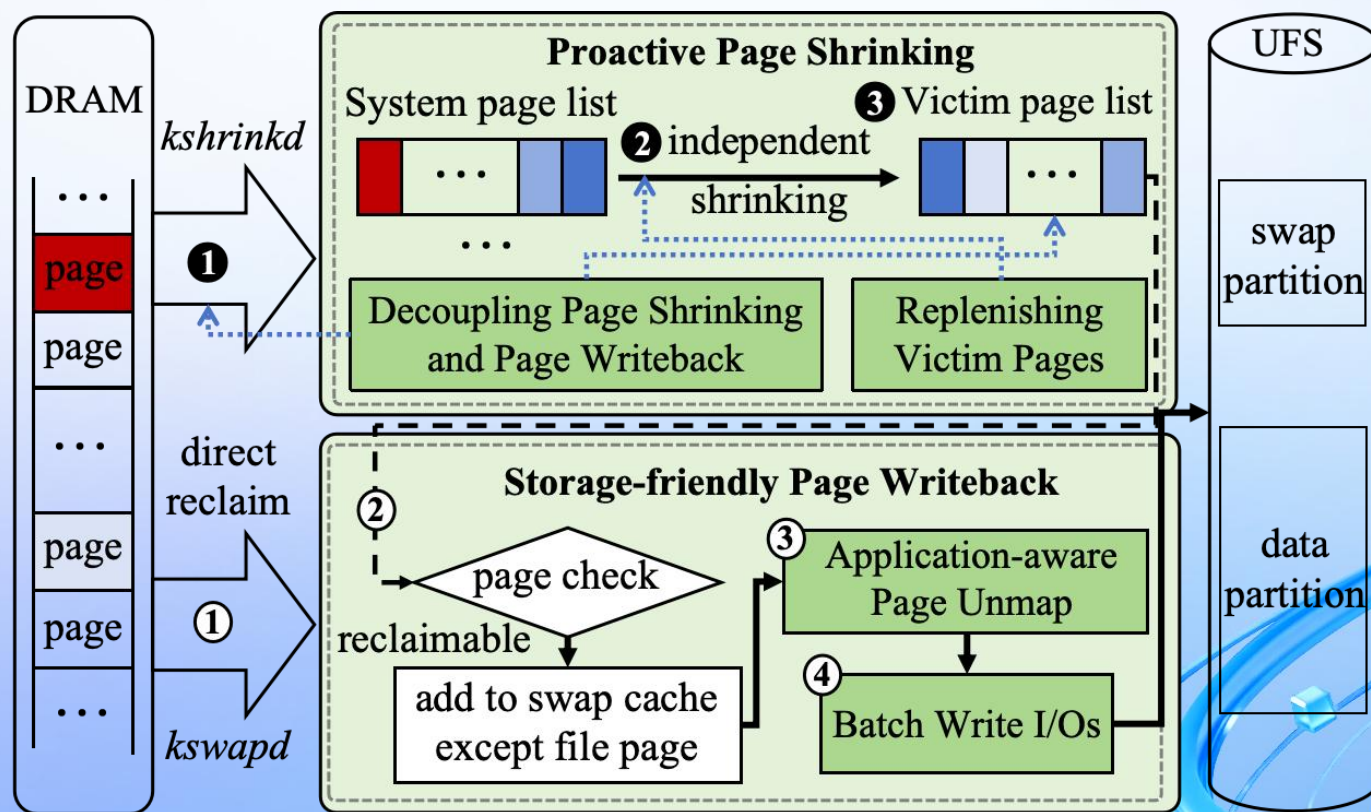 DRAM
...
page
page
...
page
page
...
kshrinkd
❶
direct
reclaim
①
kswapd
Proactive Page Shrinking
System page list
...
...
❷ independent
shrinking
❸ Victim page list
...
Decoupling Page Shrinking
and Page Writeback
Replenishing
Victim Pages
Storage-friendly Page Writeback
②
page check
reclaimable
add to swap cache
except file page
③
Application-aware
Page Unmap
④
Batch Write I/Os
UFS
swap
partition
data
partition